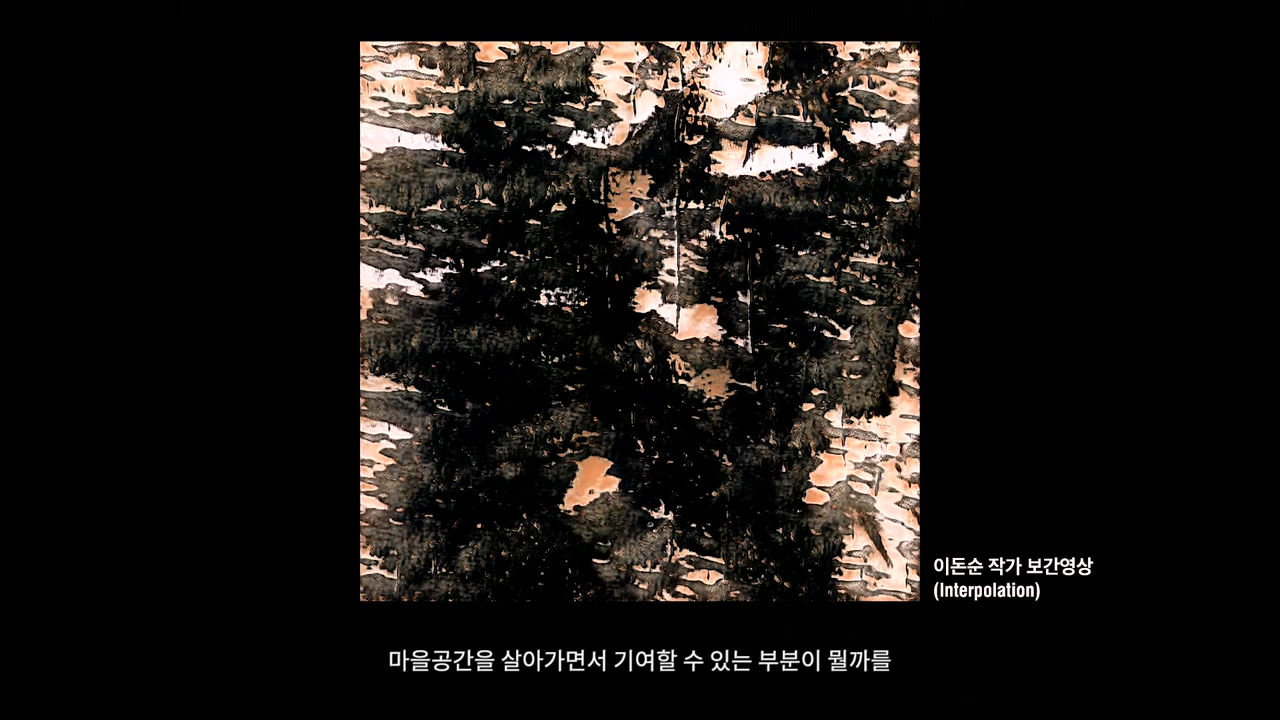 이돈순 작가 보간영상
(Interpolation)
마을공간을 살아가면서 기여할 수 있는 부분이 뭘까를